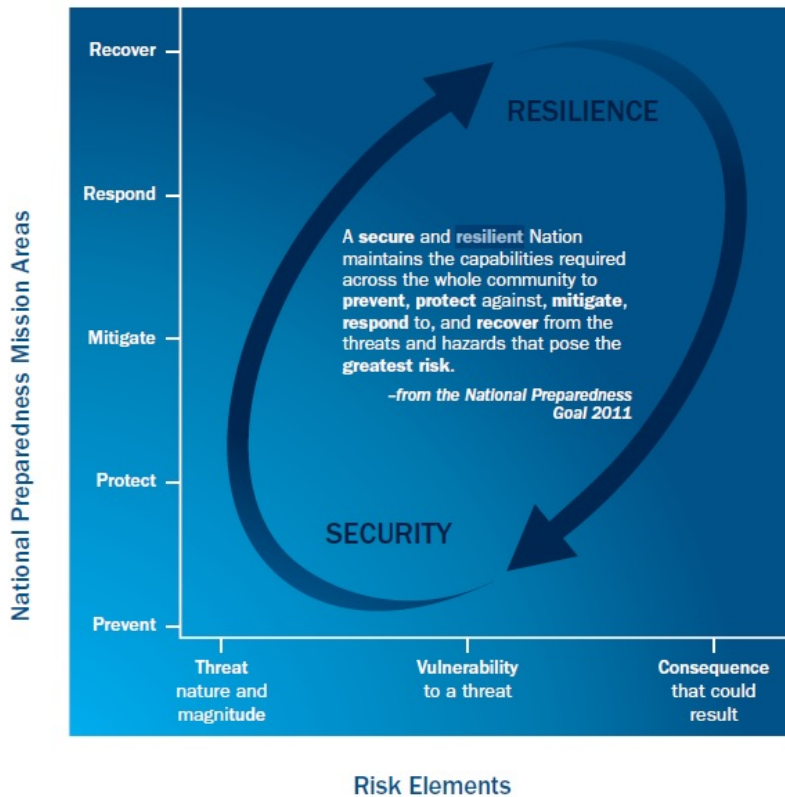 National Preparedness Mission Areas
Recover
Respond
Mitigate
Protect
Prevent
RESILIENCE
A secure and resilient Nation
maintains the capabilities required
across the whole community to
prevent, protect against, mitigate,
respond to, and recover from the
threats and hazards that pose the
greatest risk.
–from the National Preparedness
Goal 2011
SECURITY
Threat
nature and
magnitude
Vulnerability
to a threat
Consequence
that could
result
Risk Elements